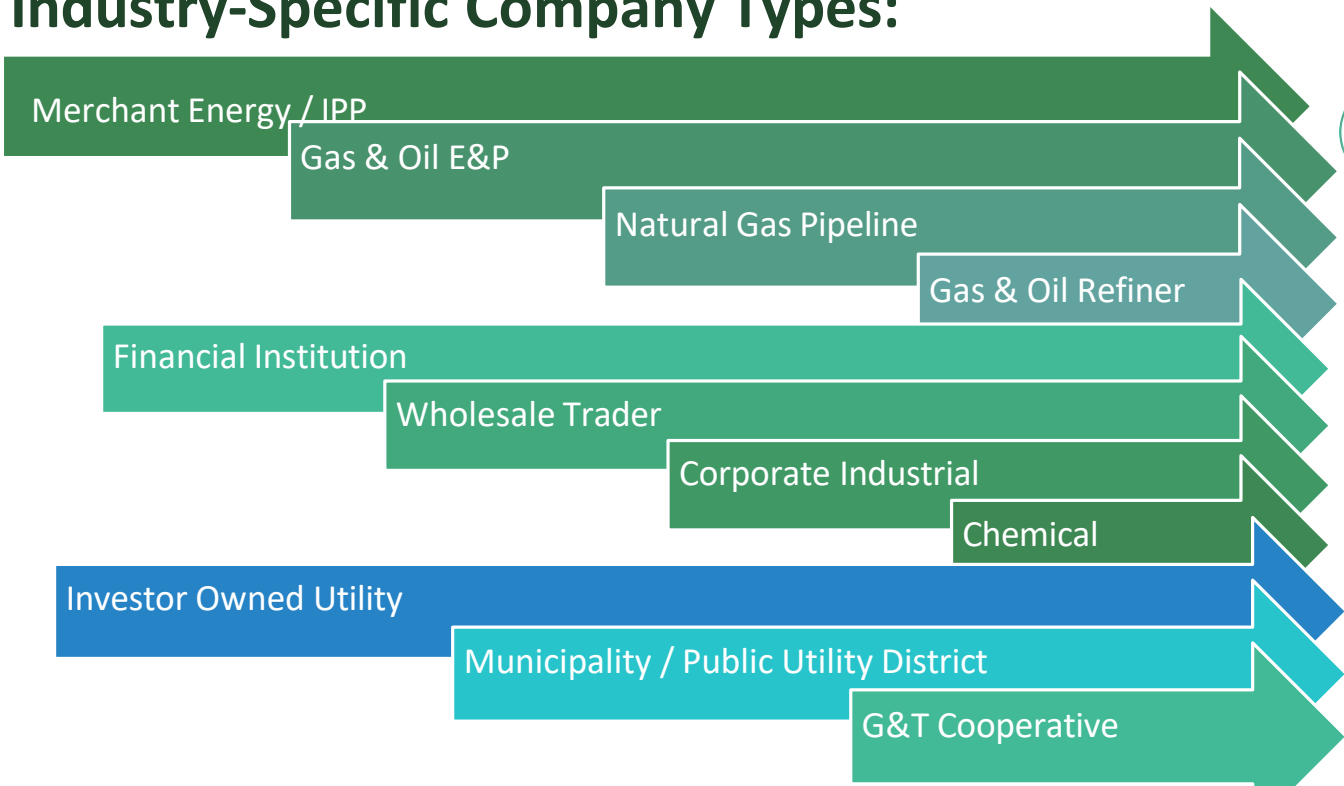 Industry-Specific Company Types:
Merchant Energy / IPP
Gas & Oil E&P
Natural Gas Pipeline
Gas & Oil Refiner
Financial Institution
Wholesale Trader
Corporate Industrial
Chemical
Investor Owned Utility
Municipality / Public Utility District
G&T Cooperative